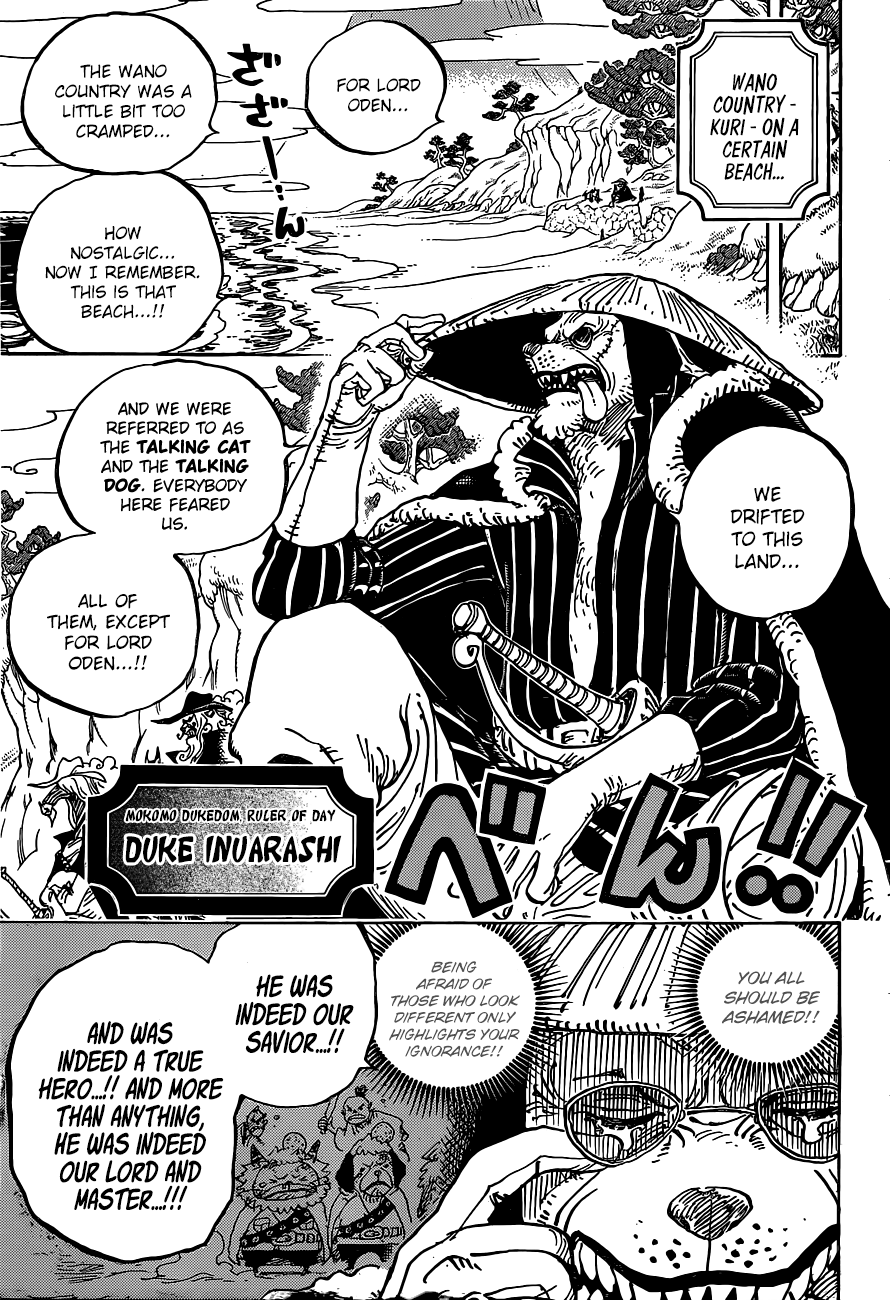 WANO
COUNTRY -
KURI - ON A
CERTAIN
BEACH...
FOR LORD
ODEN...
ざざーん
THE WANO
COUNTRY WAS A
LITTLE BIT TOO
CRAMPED...
HOW
NOSTALGIC...
NOW I REMEMBER.
THIS IS THAT
BEACH...!!
WE
DRIFTED
TO THIS
LAND...
AND WE WERE
REFERRED TO AS
THE TALKING CAT
AND THE TALKING
DOG. EVERYBODY
HERE FEARED
US.
ALL OF
THEM, EXCEPT
FOR LORD
ODEN...!!
MOKOMO DUKEDOM, RULER OF DAY
DUKE INUARASHI
べん!!
YOU ALL
SHOULD BE
ASHAMED!!
BEING
AFRAID OF
THOSE WHO LOOK
DIFFERENT ONLY
HIGHLIGHTS YOUR
IGNORANCE!!
HE WAS
INDEED OUR
SAVIOR...!!
AND WAS
INDEED A TRUE
HERO...!! AND MORE
THAN ANYTHING,
HE WAS INDEED
OUR LORD AND
MASTER...!!!